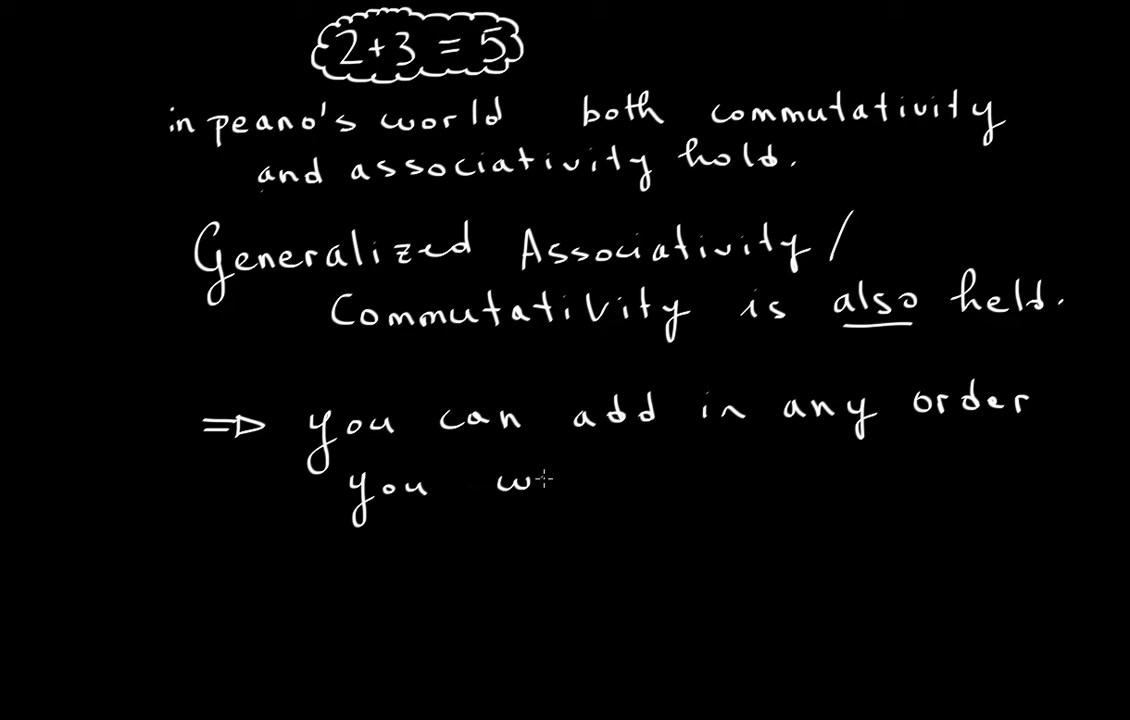 2+3 = 5
in peano's world both commutativity
and associativity hold.
Generalized Associativity/
Commutativity is also held.
⇒ you can add in any order
you w